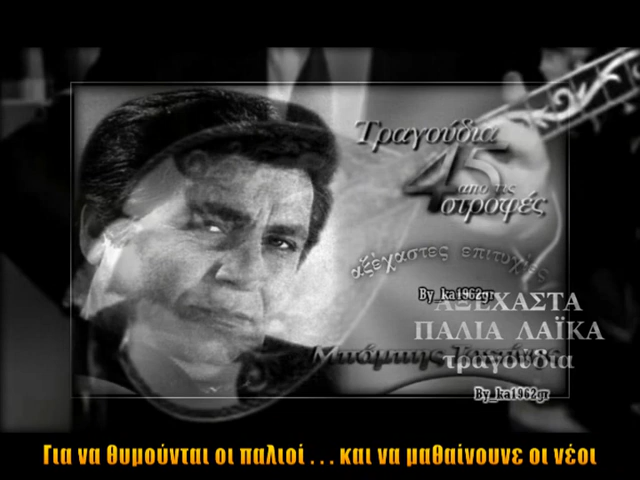 Τραγούδια
45
από τις
στροφές
αξέχαστες επιτυχίες
By_ka1962gr
ΑΞΕΧΑΣΤΑ
ΠΑΛΙΑ ΛΑΪΚΑ
τραγούδια
By_ka1962gr
Για να θυμούνται οι παλιοί . . . και να μαθαίνουνε οι νέοι